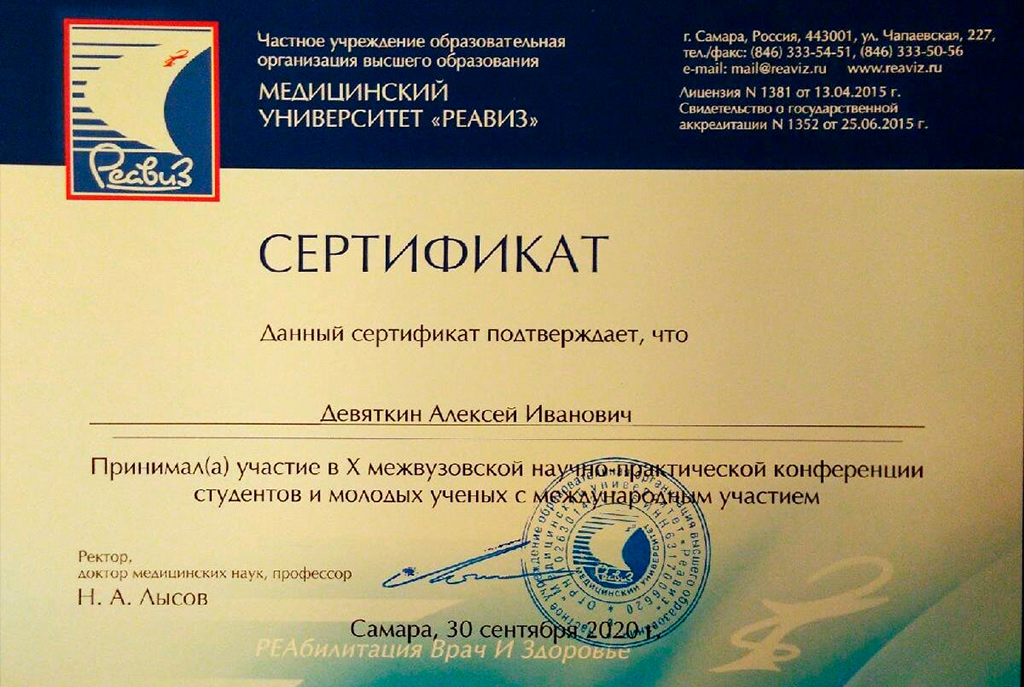 Реавиз
Частное учреждение образовательная
организация высшего образования
МЕДИЦИНСКИЙ
УНИВЕРСИТЕТ «РЕАВИЗ»
г. Самара, Россия, 443001, ул. Чапаевская, 227,
тел./факс: (846) 333-54-51, (846) 333-50-56
e-mail: mail@reaviz.ru www.reaviz.ru
Лицензия N 1381 от 13.04.2015 г.
Свидетельство о государственной
аккредитации N 1352 от 25.06.2015 г.
СЕРТИФИКАТ
Данный сертификат подтверждает, что
Девяткин Алексей Иванович
Принимал(а) участие в X межвузовской научно-практической конференции
студентов и молодых ученых с международным участием
Ректор,
доктор медицинских наук, профессор
Н. А. Лысов
Самара, 30 сентября 2020 г.
РЕАбилитация Врач И Здоровье